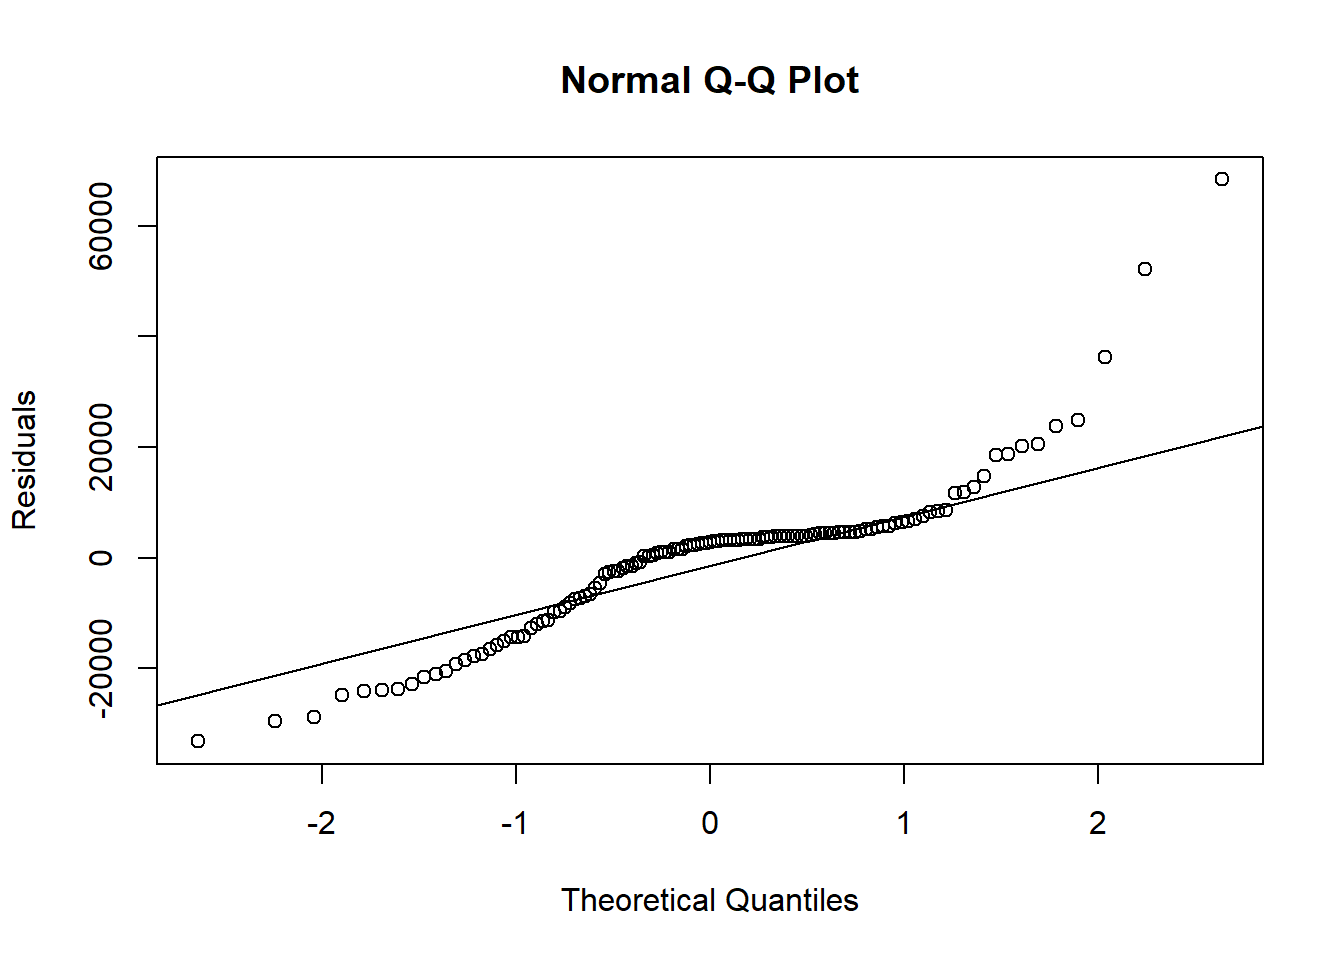 Normal Q-Q Plot
Residuals
60000
20000
0
-20000
-2 -1 0 1 2
Theoretical Quantiles